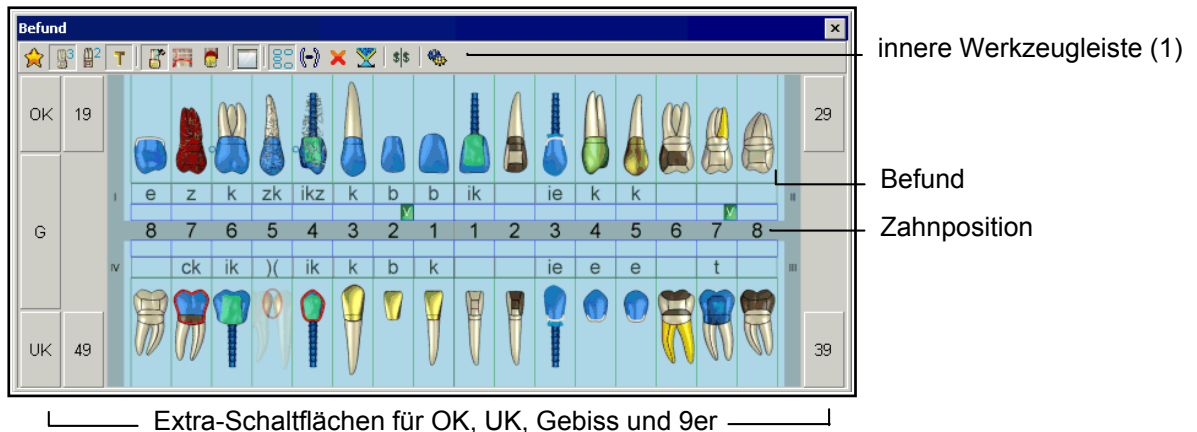 Befund
3 2 T $|$
innere Werkzeugleiste (1)
OK 19 29
e z k zk ikz k b b ik ie k k
I II
V V
Befund
G 8 7 6 5 4 3 2 1 1 2 3 4 5 6 7 8
Zahnposition
IV ck ik )( ik k b k ie e e t III
UK 49 39
Extra-Schaltflächen für OK, UK, Gebiss und 9er